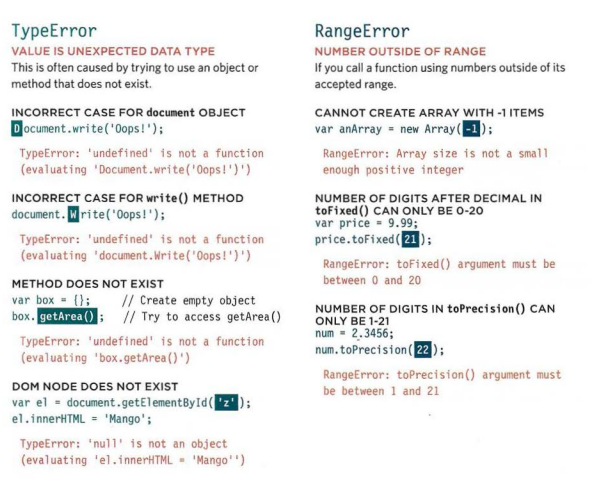 TypeError
VALUE IS UNEXPECTED DATA TYPE
This is often caused by trying to use an object or
method that does not exist.
INCORRECT CASE FOR document OBJECT
Document.write('Oops!');
TypeError: 'undefined' is not a function
(evaluating 'Document.write('Oops!')')
INCORRECT CASE FOR write() METHOD
document.Write('Oops!');
TypeError: 'undefined' is not a function
(evaluating 'document.Write('Oops!')')
METHOD DOES NOT EXIST
var box = {}; // Create empty object
box.getArea(); // Try to access getArea()
TypeError: 'undefined' is not a function
(evaluating 'box.getArea()')
DOM NODE DOES NOT EXIST
var el = document.getElementById('z');
el.innerHTML = 'Mango';
TypeError: 'null' is not an object
(evaluating 'el.innerHTML = 'Mango'')
RangeError
NUMBER OUTSIDE OF RANGE
If you call a function using numbers outside of its
accepted range.
CANNOT CREATE ARRAY WITH -1 ITEMS
var anArray = new Array(-1);
RangeError: Array size is not a small
enough positive integer
NUMBER OF DIGITS AFTER DECIMAL IN
toFixed() CAN ONLY BE 0-20
var price = 9.99;
price.toFixed(21);
RangeError: toFixed() argument must be
between 0 and 20
NUMBER OF DIGITS IN toPrecision() CAN
ONLY BE 1-21
num = 2.3456;
num.toPrecision(22);
RangeError: toPrecision() argument must
be between 1 and 21